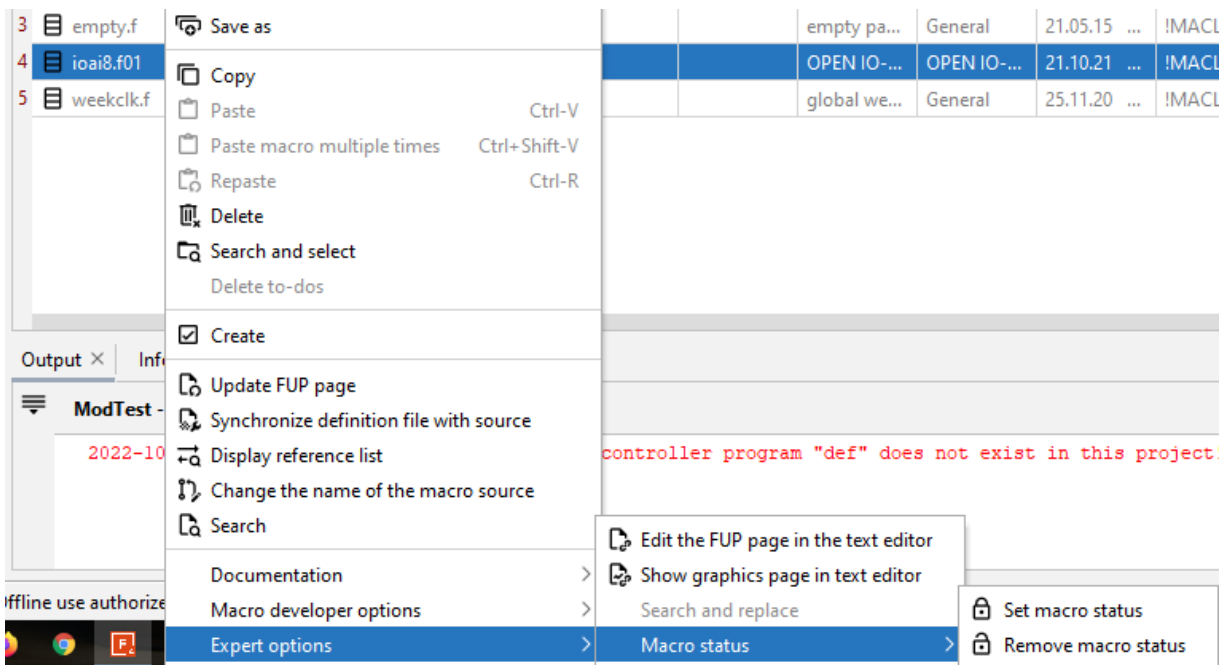 3 empty.f empty pa... General 21.05.15 ... !MACL
4 ioai8.f01 OPEN IO-... OPEN IO-... 21.10.21 ... !MACL
5 weekclk.f global we... General 25.11.20 ... !MACL
Save as
Copy
Paste Ctrl-V
Paste macro multiple times Ctrl+Shift-V
Repaste Ctrl-R
Delete
Search and select
Delete to-dos
Create
Update FUP page
Synchronize definition file with source
Display reference list
Change the name of the macro source
Search
Documentation
Macro developer options
Expert options
Output × Inf
ModTest -
2022-10 controller program "def" does not exist in this project
Edit the FUP page in the text editor
Show graphics page in text editor
Search and replace
Macro status
Set macro status
Remove macro status
ffline use authorize
F